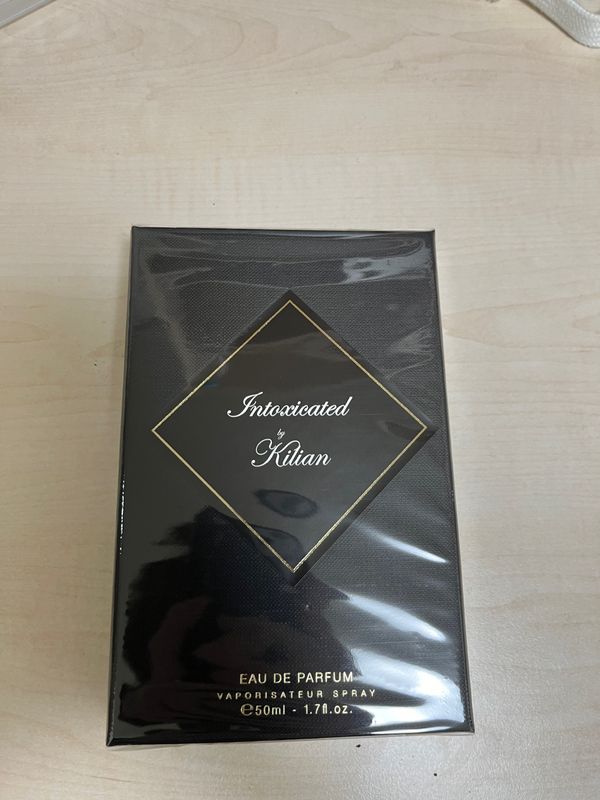 Intoxicated
by
Kilian
EAU DE PARFUM
VAPORISATEUR SPRAY
℮50ml - 1.7fl.oz.